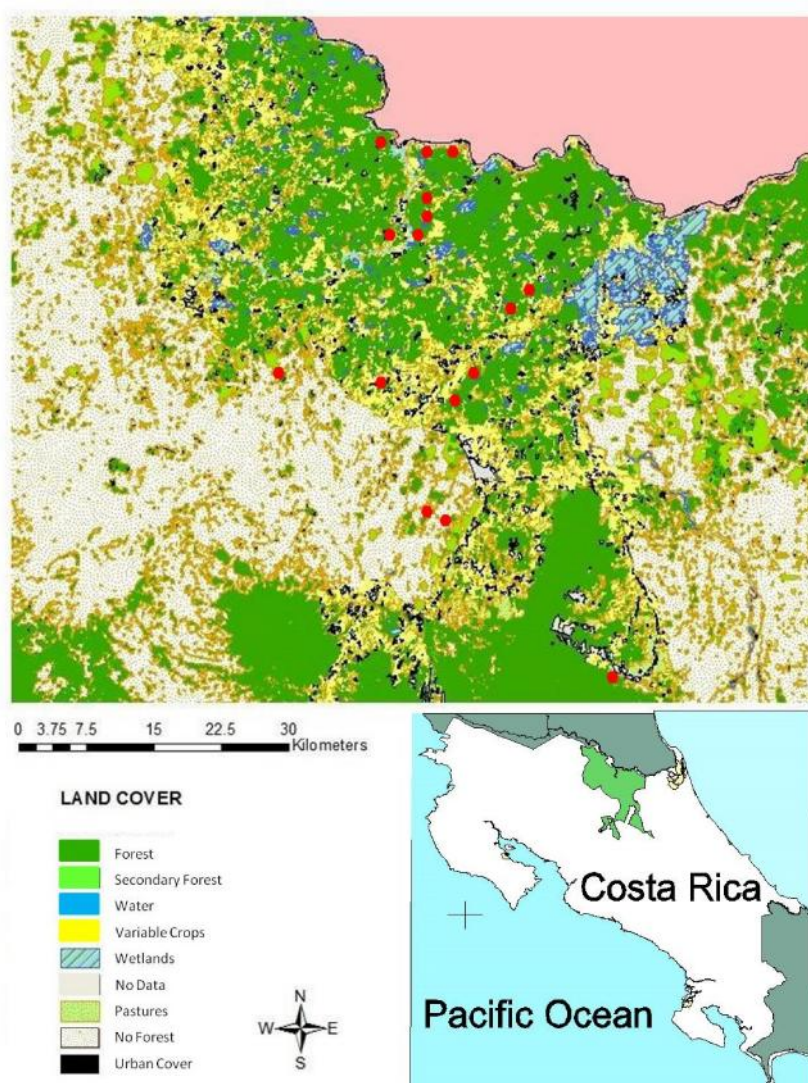 0 3.75 7.5 15 22.5 30
Kilometers
LAND COVER
Forest
Secondary Forest
Water
Variable Crops
Wetlands
No Data
Pastures
No Forest
Urban Cover
N
W E
S
Costa Rica
Pacific Ocean